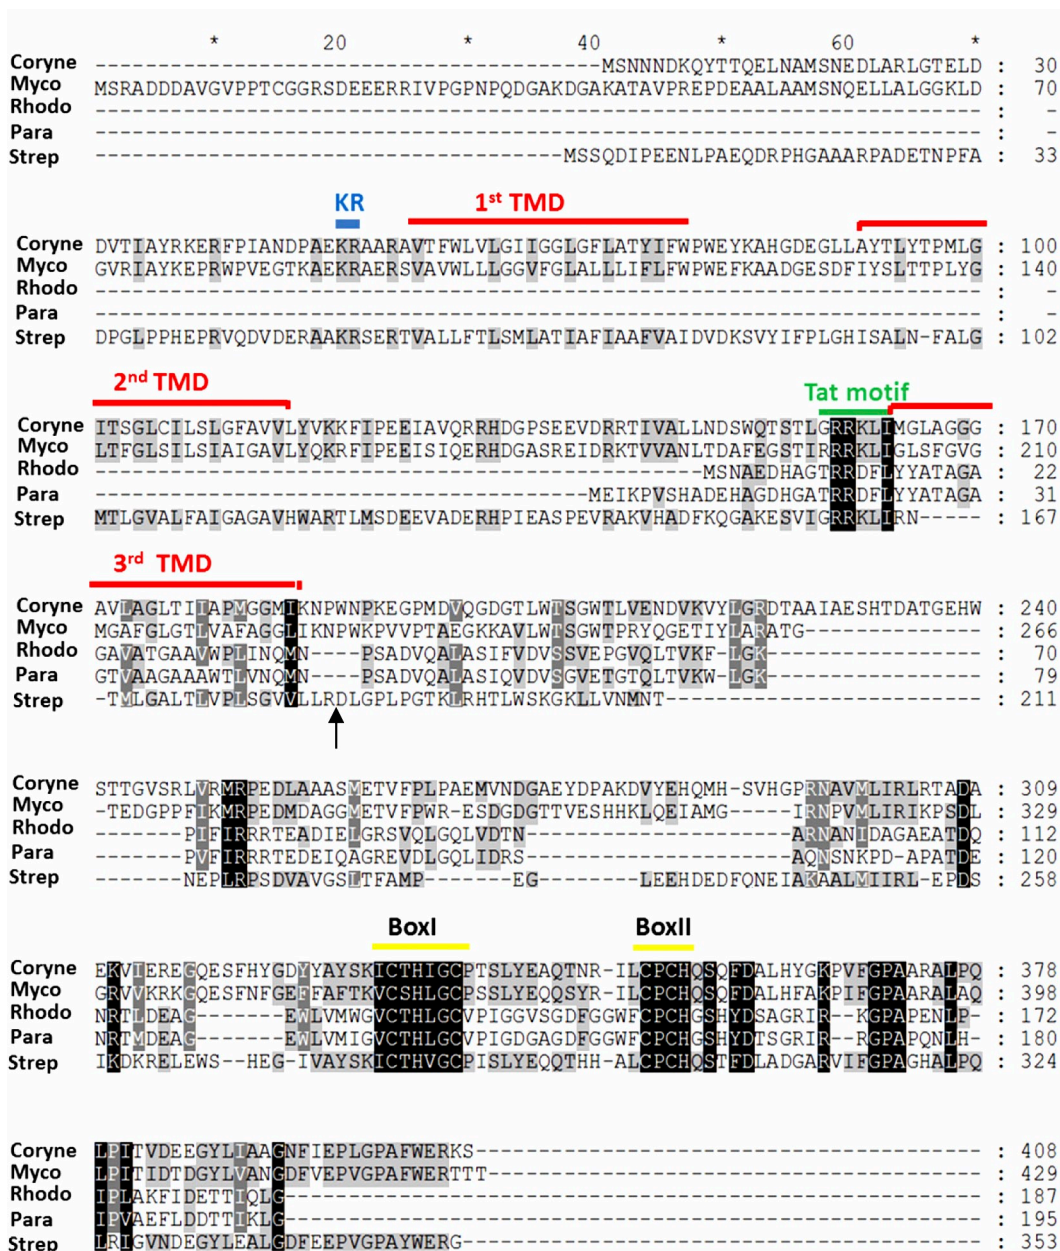 * 20 * 40 * 60 *
Coryne ----------------------------------------MSNNNDKQYTTQELNAMSNEDLARLGTELD : 30
Myco MSRADDDAVGVPPTCGGRSDEEERRIVPGPNPQDGAKDGAKATAVPREPDEAALAAMSNQELLALGGKLD : 70
Rhodo ---------------------------------------------------------------------- : -
Para ---------------------------------------------------------------------- : -
Strep -------------------------------------MSSQDIPEENLPAEQDRPHGAAARPADETNPFA : 33
KR 1st TMD
Coryne DVTIAYRKERFPIANDPAEKRAARAVTFWLVLGIIGGLGFLATYIFWPWEYKAHGDEGLLAYTLYTPMLG : 100
Myco GVRIAYKEPRWPVEGTKAEKRAERSVAVWLLLGGVFGLALLLIFLFWPWEFKAADGESDFIYSLTTPLYG : 140
Rhodo ---------------------------------------------------------------------- : -
Para ---------------------------------------------------------------------- : -
Strep DPGLPPHEPRVQDVDERAAKRSERTVALLFTLSMLATIAFIAAFVAIDVDKSVYIFPLGHISALN-FALG : 102
2nd TMD Tat motif
Coryne ITSGLCILSLGFAVVLYVKKFIPEEIAVQRRHDGPSEEVDRRTIVALLNDSWQTSTLGRRKLIMGLAGGG : 170
Myco LTFGLSILSIAIGAVLYQKRFIPEEISIQERHDGASREIDRKTVVANLTDAFEGSTIRRRKLIGLSFGVG : 210
Rhodo ------------------------------------------------MSNAEDHAGTRRDFLYYATAGA : 22
Para ---------------------------------------MEIKPVSHADEHAGDHGATRRDFLYYATAGA : 31
Strep MTLGVALFAIGAGAVHWARTLMSDEEVADERHPIEASPEVRAKVHADFKQGAKESVIGRRKLIRN----- : 167
3rd TMD
Coryne AVLAGLTIIAPMGGMIKNPWNPKEGPMDVQGDGTLWTSGWTLVENDVKVYLGRDTAAIAESHTDATGEHW : 240
Myco MGAFGLGTLVAFAGGLIKNPWKPVVPTAEGKKAVLWTSGWTPRYQGETIYLARATG-------------- : 266
Rhodo GAVATGAAVWPLINQMN----PSADVQALASIFVDVSSVEPGVQLTVKF-LGK----------------- : 70
Para GTVAAGAAAWTLVNQMN----PSADVQALASIQVDVSGVETGTQLTVKW-LGK----------------- : 79
Strep -TMLGALTLVPLSGVVLLRDLGPLPGTKLRHTLWSKGKLLVNMNT------------------------- : 211
Coryne STTGVSRLVRMRPEDLAAASMETVFPLPAEMVNDGAEYDPAKDVYEHQMH-SVHGPRNAVMLIRLRTADA : 309
Myco -TEDGPPFIKMRPEDMDAGGMETVFPWR-ESDGDGTTVESHHKLQEIAMG-----IRNPVMLIRIKPSDL : 329
Rhodo -------PIFIRRRTEADIELGRSVQLGQLVDTN---------------------ARNANIDAGAEATDQ : 112
Para -------PVFIRRRTEDEIQAGREVDLGQLIDRS---------------------AQNSNKPD-APATDE : 120
Strep -------NEPLRPSDVAVGSLTFAMP-------EG--------LEEHDEDFQNEIAKAALMIIRL-EPDS : 258
BoxI BoxII
Coryne EKVIEREGQESFHYGDYYAYSKICTHIGCPTSLYEAQTNR-ILCPCHQSQFDALHYGKPVFGPAARALPQ : 378
Myco GRVVKRKGQESFNFGEFFAFTKVCSHLGCPSSLYEQQSYR-ILCPCHQSQFDALHFAKPIFGPAARALAQ : 398
Rhodo NRTLDEAG-----EWLVMWGVCTHLGCVPIGGVSGDFGGWFCPCHGSHYDSAGRIR--KGPAPENLP- : 172
Para NRTMDEAG-----EWLVMIGVCTHLGCVPIGDGAGDFGGWFCPCHGSHYDTSGRIR--RGPAPQNLH- : 180
Strep IKDKRELEWS--HEG-IVAYSKICTHVGCPISLYEQQTHH-ALCPCHQSTFDLADGARVIFGPAGHALPQ : 324
Coryne LPITVDEEGYLIAAGNFIEPLGPAFWERKS---------------------------------------- : 408
Myco LPITIDTDGYLVANGDFVEPVGPAFWERTTT--------------------------------------- : 429
Rhodo IPLAKFIDETTIQLG------------------------------------------------------- : 187
Para IPVAEFLDDTTIKLG------------------------------------------------------- : 195
Strep LRIGVNDEGYLEALGDFEEPVGPAYWERG----------------------------------------- : 353